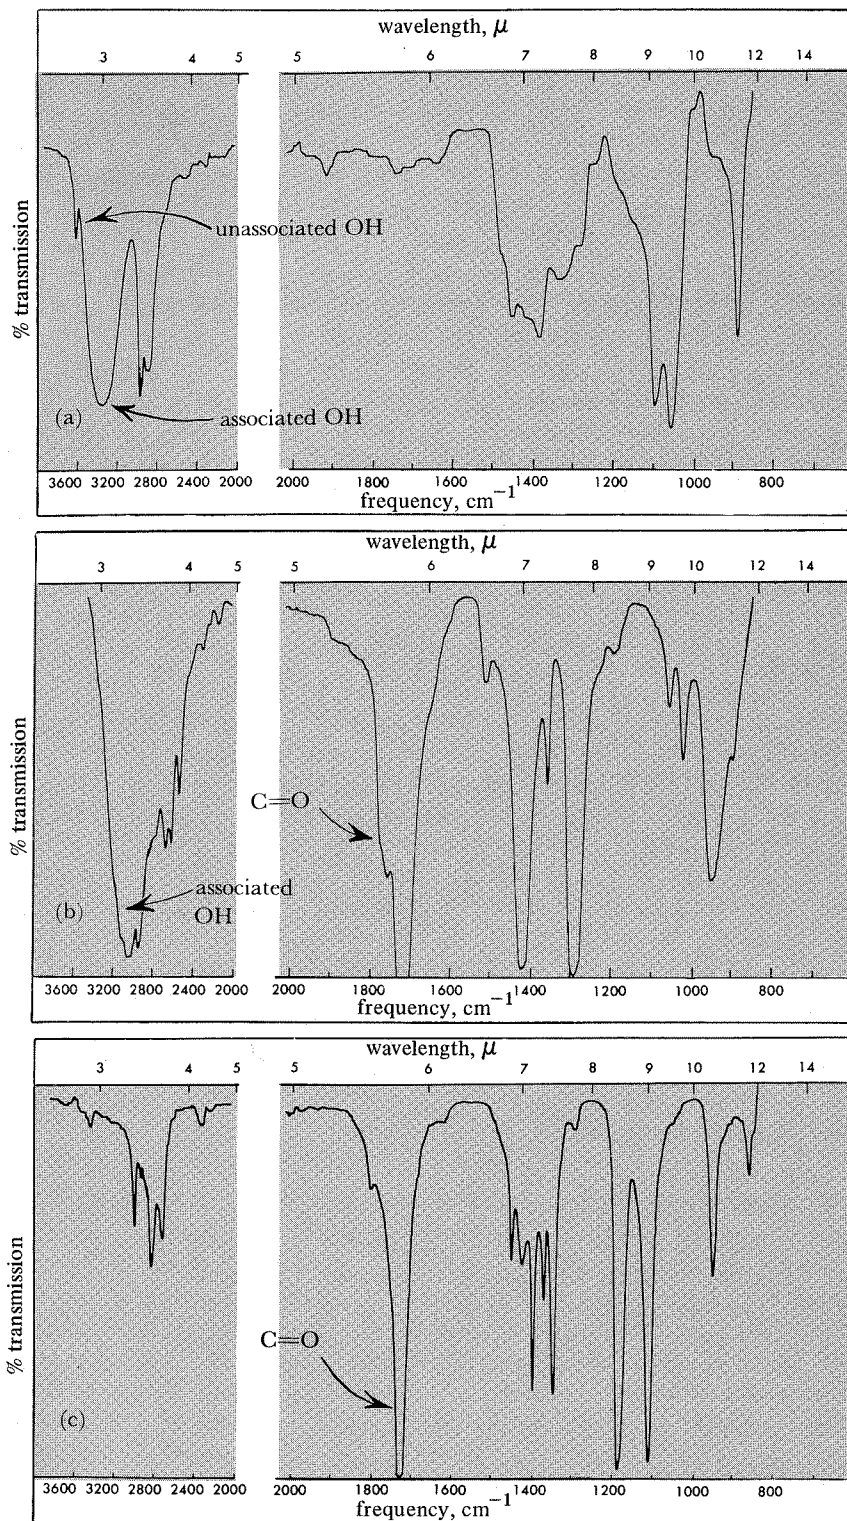 wavelength, μ
3 4 5 5 6 7 8 9 10 12 14
% transmission
unassociated OH
(a)
associated OH
3600 3200 2800 2400 2000 2000 1800 1600 1400 1200 1000 800
frequency, cm−1
wavelength, μ
3 4 5 5 6 7 8 9 10 12 14
% transmission
C=O
associated
OH
(b)
3600 3200 2800 2400 2000 2000 1800 1600 1400 1200 1000 800
frequency, cm−1
wavelength, μ
3 4 5 5 6 7 8 9 10 12 14
% transmission
C=O
(c)
3600 3200 2800 2400 2000 2000 1800 1600 1400 1200 1000 800
frequency, cm−1